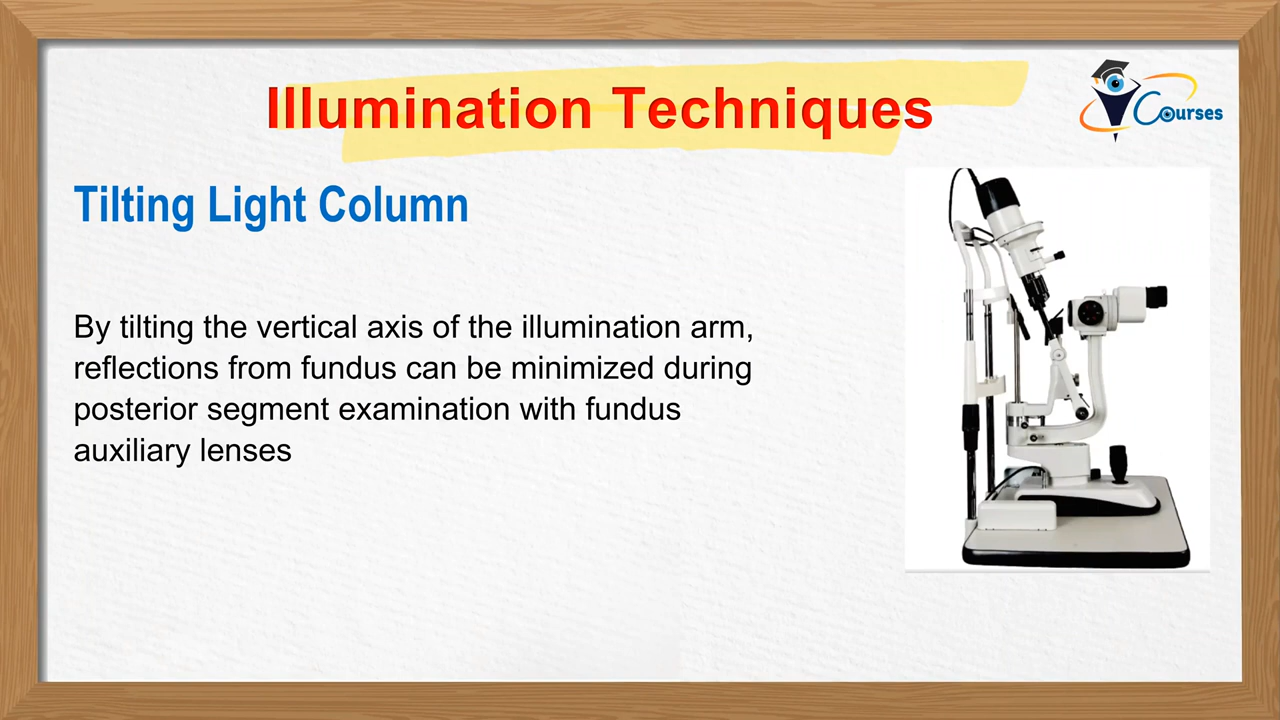 Illumination Techniques
Courses
Tilting Light Column
By tilting the vertical axis of the illumination arm,
reflections from fundus can be minimized during
posterior segment examination with fundus
auxiliary lenses